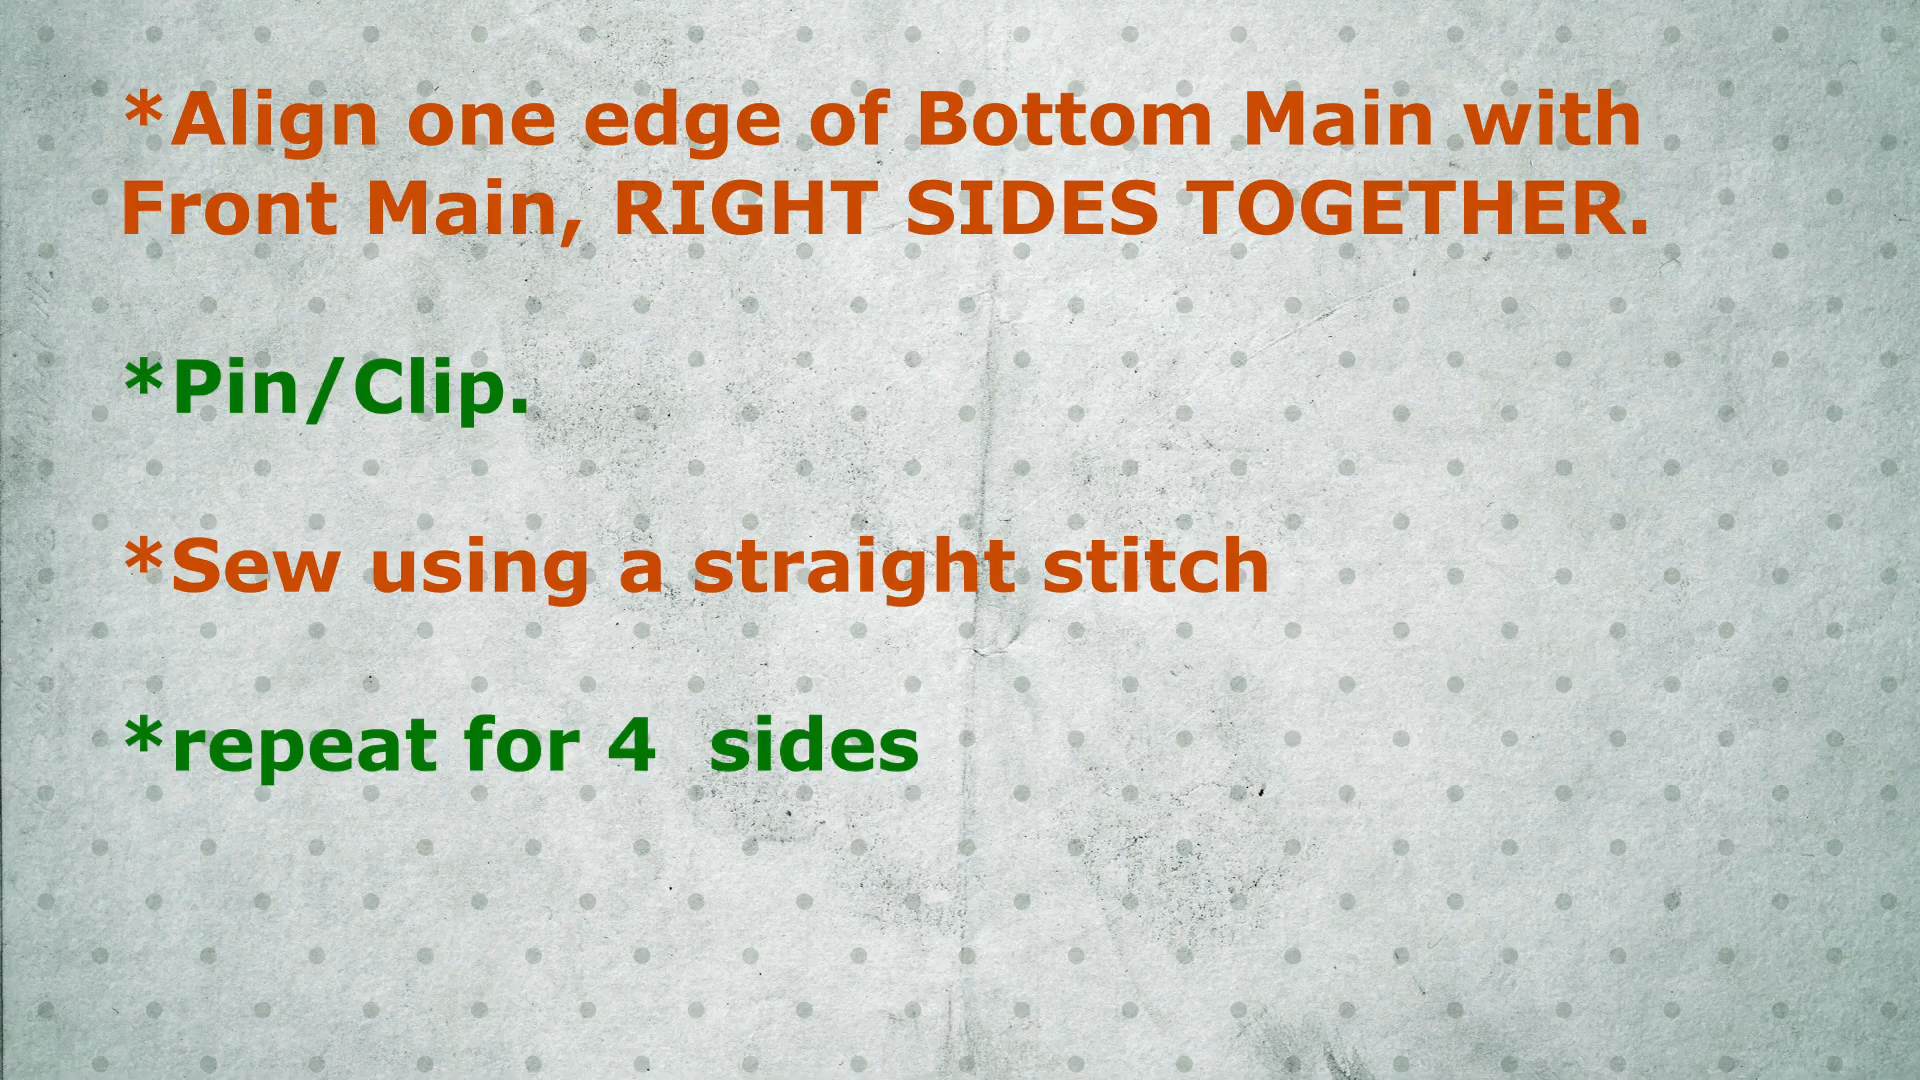 *Align one edge of Bottom Main with
Front Main, RIGHT SIDES TOGETHER.
*Pin/Clip.
*Sew using a straight stitch
*repeat for 4  sides